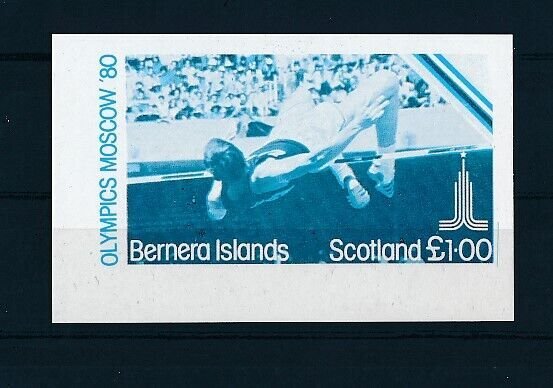 OLYMPICS MOSCOW '80
Bernera Islands Scotland £1·00